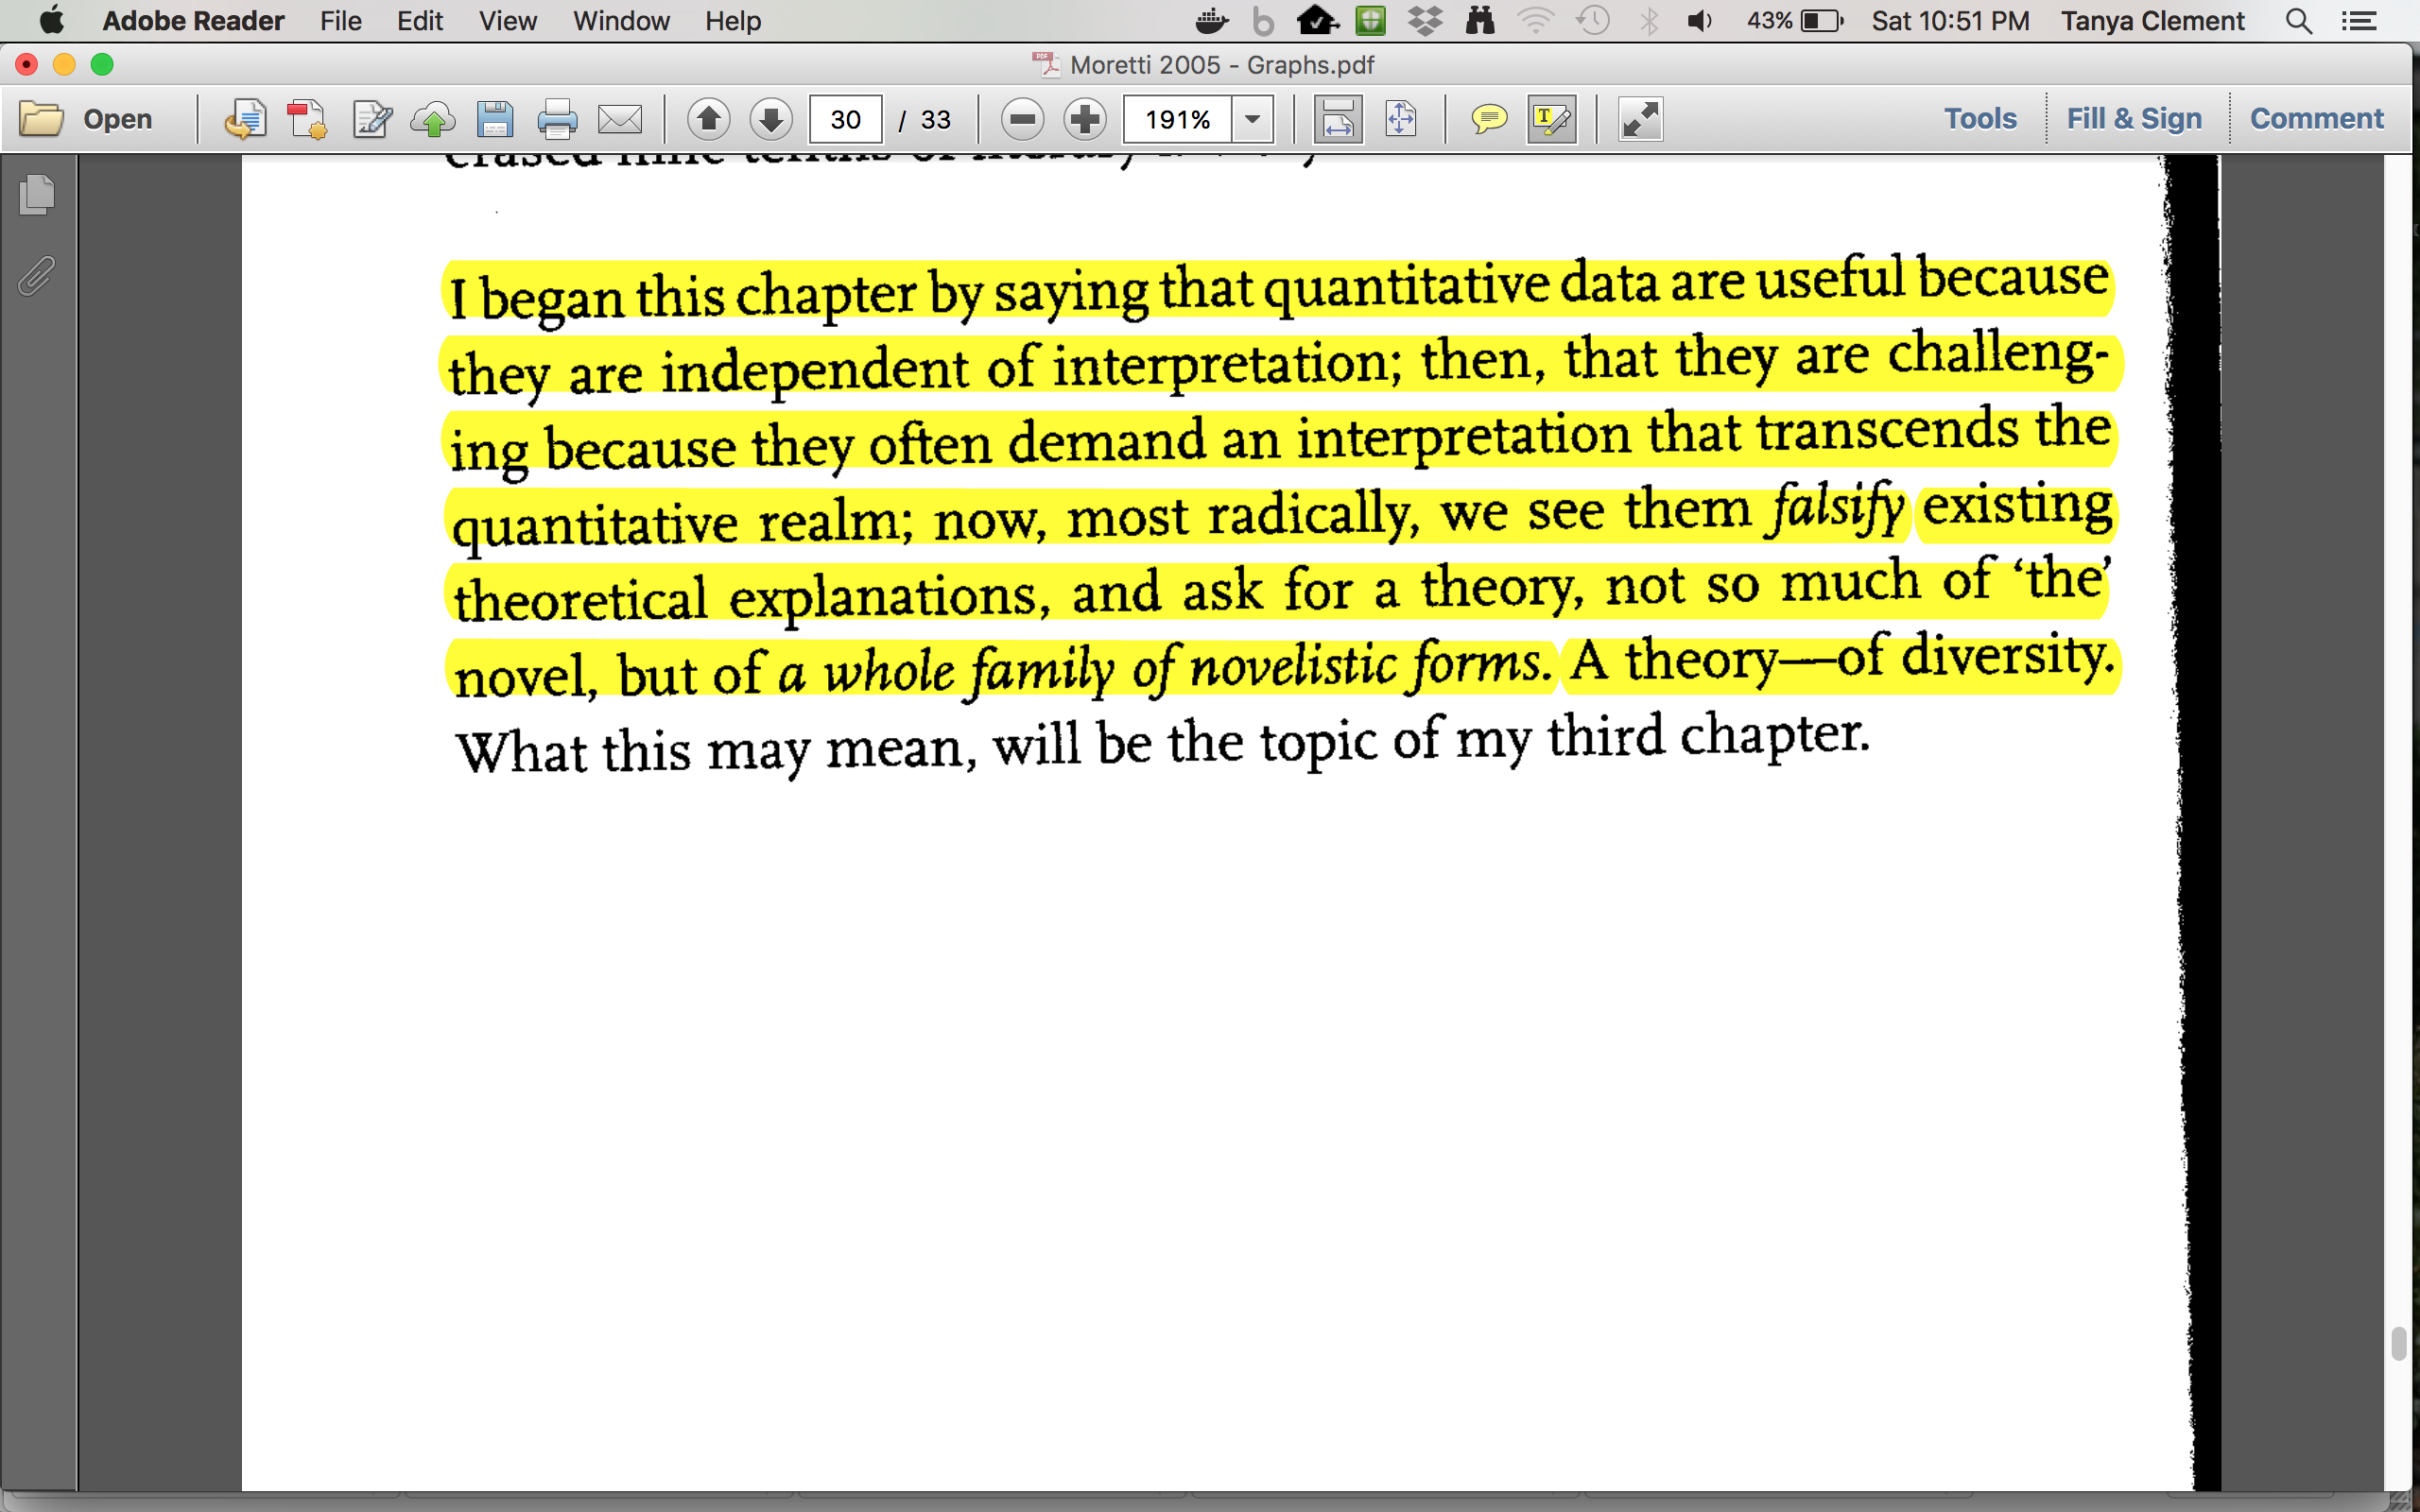 Adobe Reader File Edit View Window Help 43% Sat 10:51 PM Tanya Clement
Moretti 2005 - Graphs.pdf
Open 30 / 33 191% Tools Fill & Sign Comment
I began this chapter by saying that quantitative data are useful because
they are independent of interpretation; then, that they are challeng-
ing because they often demand an interpretation that transcends the
quantitative realm; now, most radically, we see them falsify existing
theoretical explanations, and ask for a theory, not so much of ‘the’
novel, but of a whole family of novelistic forms. A theory—of diversity.
What this may mean, will be the topic of my third chapter.